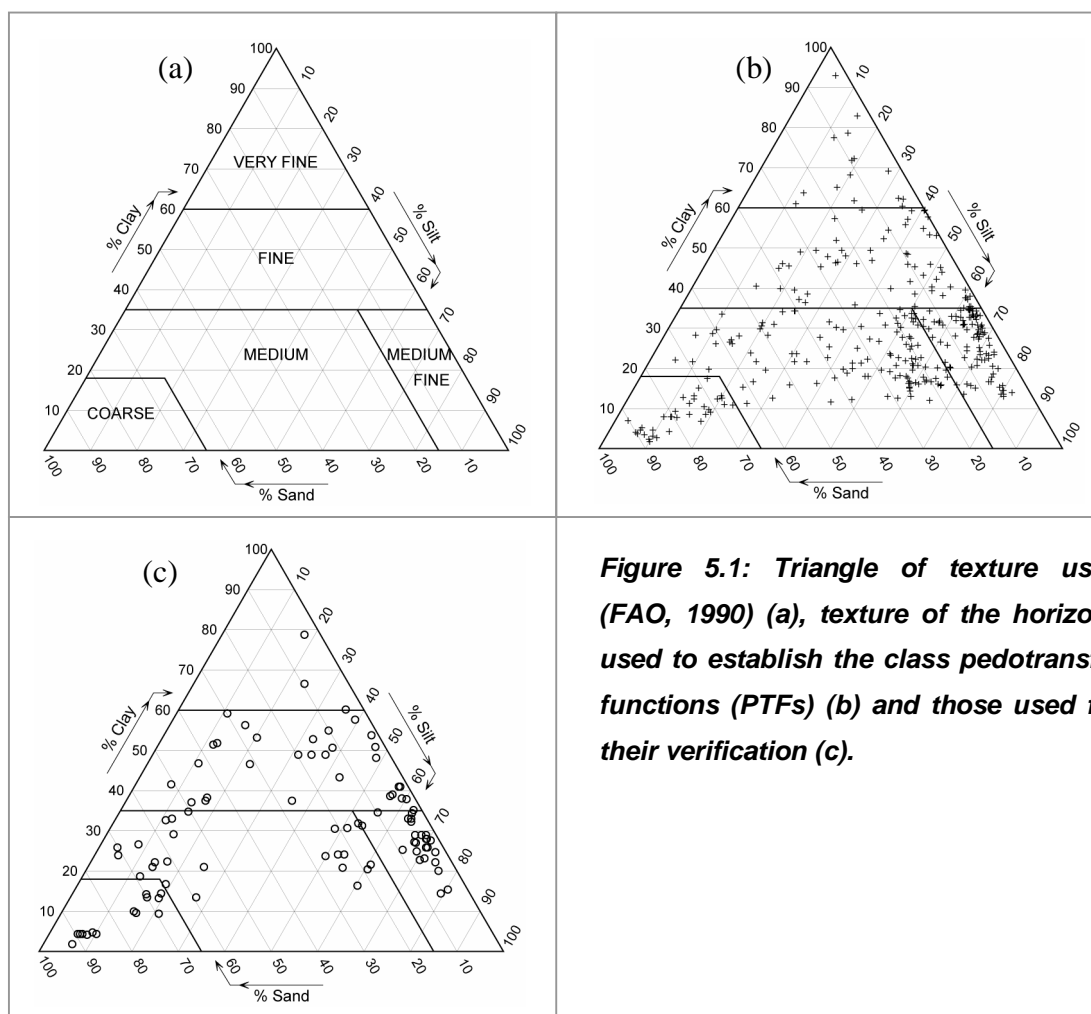 (a)
100
90
80
70
60
50
40
30
20
10
% Clay
10
20
30
40
50
60
70
80
90
100
% Silt
VERY FINE
FINE
MEDIUM
MEDIUM
FINE
COARSE
100 90 80 70 60 50 40 30 20 10
% Sand
(b)
100
90
80
70
60
50
40
30
20
10
% Clay
10
20
30
40
50
60
70
80
90
100
% Silt
100 90 80 70 60 50 40 30 20 10
% Sand
(c)
100
90
80
70
60
50
40
30
20
10
% Clay
10
20
30
40
50
60
70
80
90
100
% Silt
100 90 80 70 60 50 40 30 20 10
% Sand
Figure 5.1: Triangle of texture us
(FAO, 1990) (a), texture of the horizo
used to establish the class pedotrans
functions (PTFs) (b) and those used
their verification (c).